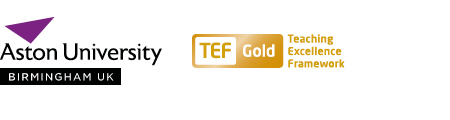 Aston University
BIRMINGHAM UK
TEF Gold
Teaching
Excellence
Framework